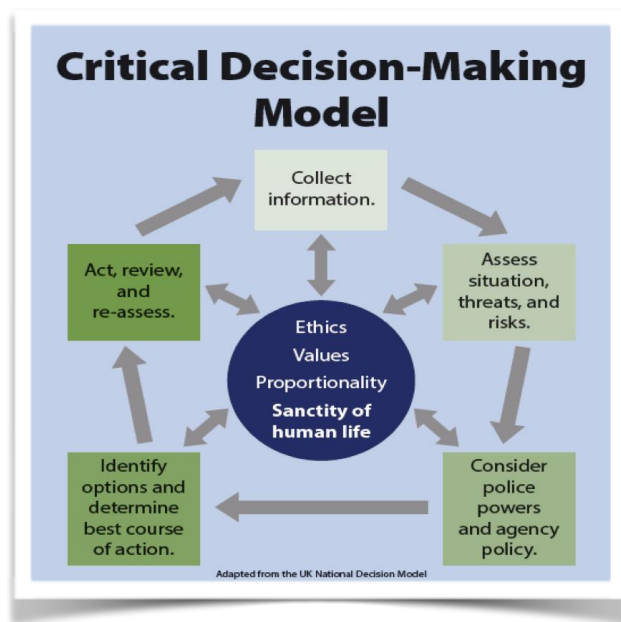 Critical Decision-Making
Model
Collect
information.
Assess
situation,
threats, and
risks.
Consider
police
powers
and agency
policy.
Identify
options and
determine
best course
of action.
Act, review,
and
re-assess.
Ethics
Values
Proportionality
Sanctity of
human life
Adapted from the UK National Decision Model